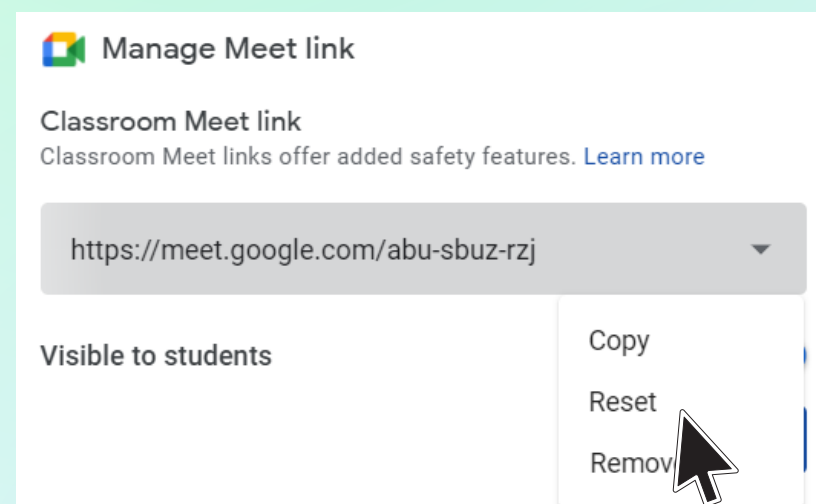 Manage Meet link
Classroom Meet link
Classroom Meet links offer added safety features. Learn more
https://meet.google.com/abu-sbuz-rzj
Visible to students
Copy
Reset
Remove